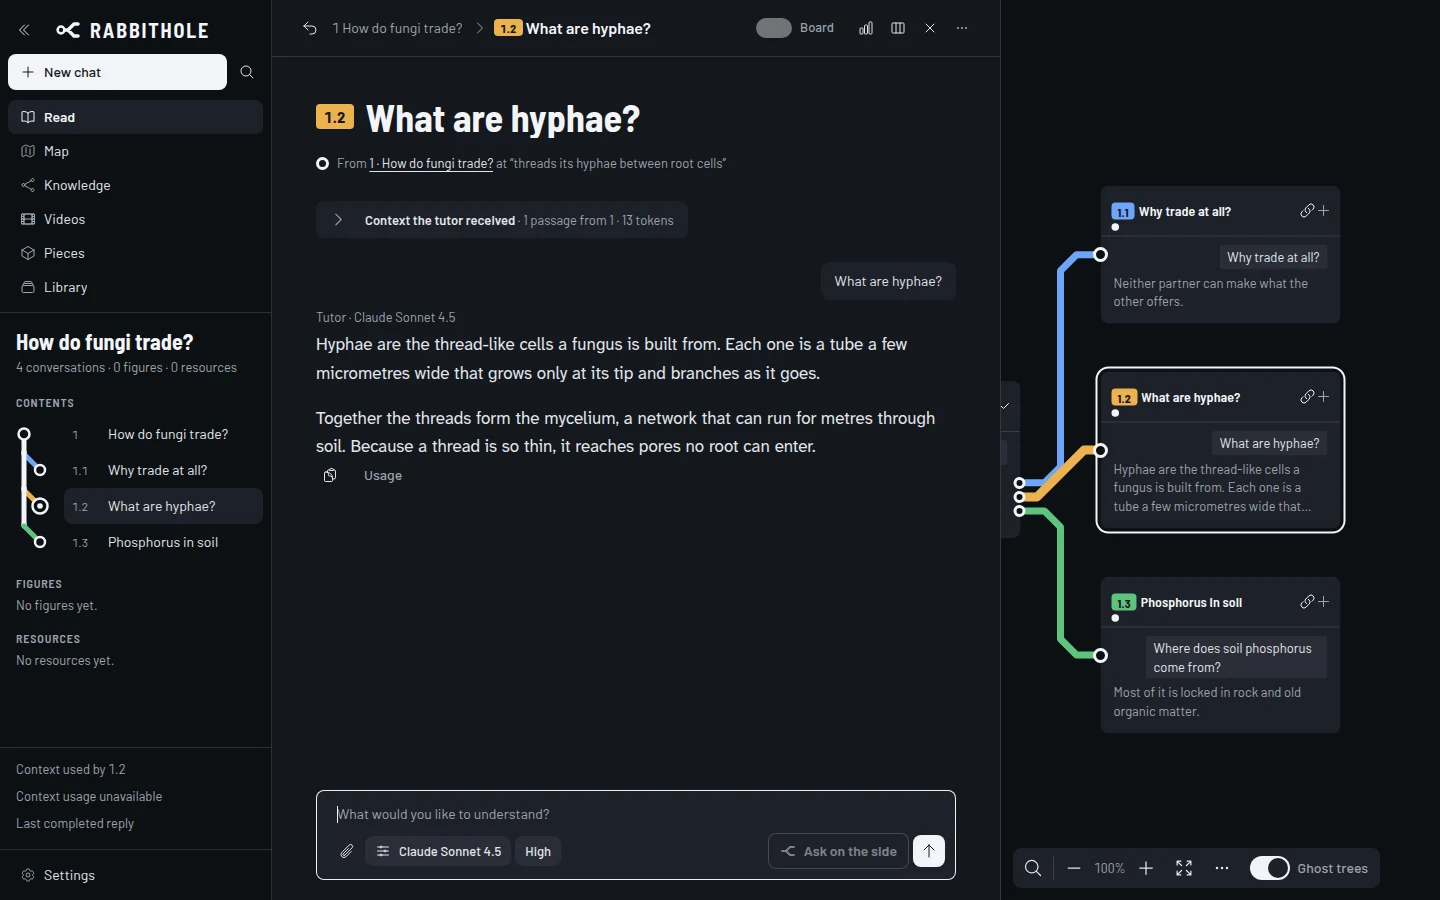 RABBITHOLE
New chat
Read
Map
Knowledge
Videos
Pieces
Library
How do fungi trade?
4 conversations · 0 figures · 0 resources
CONTENTS
1 How do fungi trade?
1.1 Why trade at all?
1.2 What are hyphae?
1.3 Phosphorus in soil
FIGURES
No figures yet.
RESOURCES
No resources yet.
Context used by 1.2
Context usage unavailable
Last completed reply
Settings
1 How do fungi trade? 1.2 What are hyphae?
Board
1.2 What are hyphae?
From 1 · How do fungi trade? at “threads its hyphae between root cells”
Context the tutor received · 1 passage from 1 · 13 tokens
What are hyphae?
Tutor · Claude Sonnet 4.5
Hyphae are the thread-like cells a fungus is built from. Each one is a tube a few
micrometres wide that grows only at its tip and branches as it goes.
Together the threads form the mycelium, a network that can run for metres through
soil. Because a thread is so thin, it reaches pores no root can enter.
Usage
What would you like to understand?
Claude Sonnet 4.5 High Ask on the side
1.1 Why trade at all?
Why trade at all?
Neither partner can make what the
other offers.
1.2 What are hyphae?
What are hyphae?
Hyphae are the thread-like cells a
fungus is built from. Each one is a
tube a few micrometres wide that...
1.3 Phosphorus in soil
Where does soil phosphorus
come from?
Most of it is locked in rock and old
organic matter.
100% Ghost trees